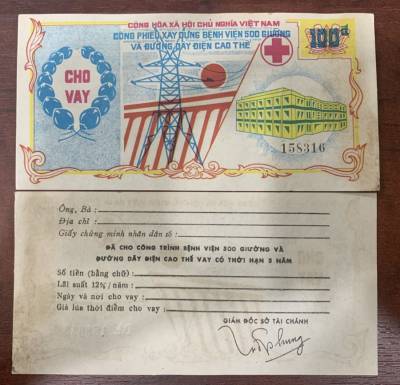 CỘNG HÒA XÃ HỘI CHỦ NGHĨA VIỆT NAM
CÔNG PHIẾU XÂY DỰNG BỆNH VIỆN 500 GIƯỜNG
VÀ ĐƯỜNG DÂY ĐIỆN CAO THẾ
100đ
CHO
VAY
158316
Ông, Bà :
Địa chỉ :
Giấy chứng minh nhân dân số :
ĐÃ CHO CÔNG TRÌNH BỆNH VIỆN 500 GIƯỜNG VÀ
ĐƯỜNG DÂY ĐIỆN CAO THẾ VAY CÓ THỜI HẠN 5 NĂM
Số tiền (bằng chữ) :
Lãi suất 12%/năm :
Ngày và nơi cho vay :
Giá lúa thời điểm cho vay :
GIÁM ĐỐC SỞ TÀI CHÁNH